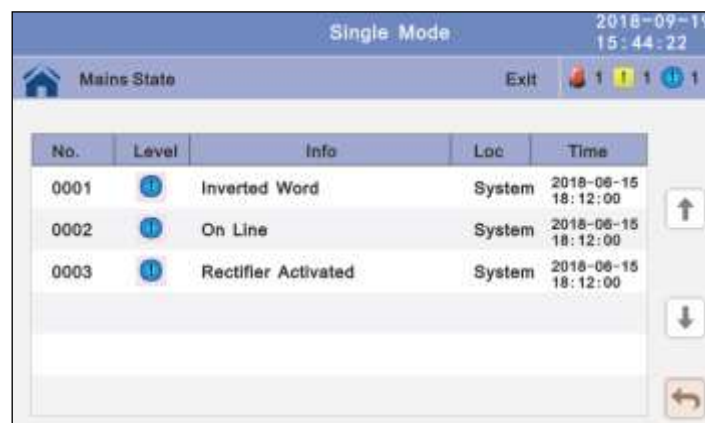 Single Mode
2018-09-19
15:44:22
Mains State Exit 1 ! 1 1
No. Level Info Loc Time
0001 Inverted Word System 2018-06-15
18:12:00
0002 On Line System 2018-06-15
18:12:00
0003 Rectifier Activated System 2018-06-15
18:12:00